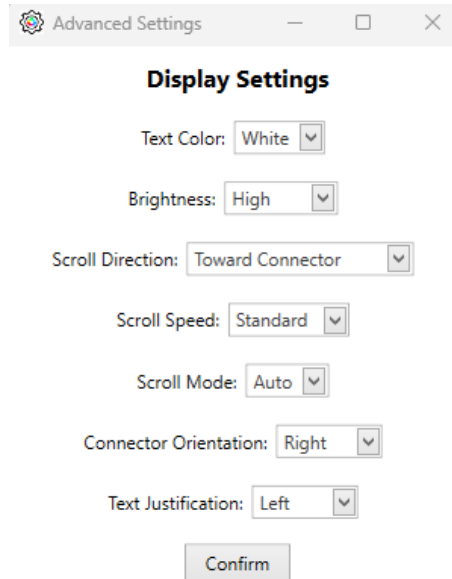 Advanced Settings
Display Settings
Text Color: White
Brightness: High
Scroll Direction: Toward Connector
Scroll Speed: Standard
Scroll Mode: Auto
Connector Orientation: Right
Text Justification: Left
Confirm